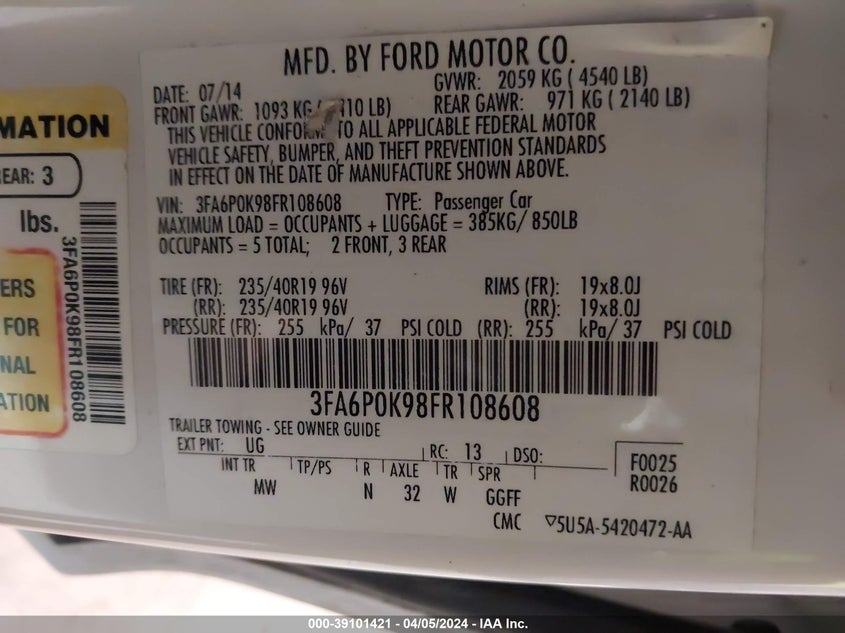 MFD. BY FORD MOTOR CO.
DATE: 07/14 GVWR: 2059 KG ( 4540 LB)
FRONT GAWR: 1093 KG ( 10 LB) REAR GAWR: 971 KG ( 2140 LB)
THIS VEHICLE CONFORMS TO ALL APPLICABLE FEDERAL MOTOR
VEHICLE SAFETY, BUMPER, AND THEFT PREVENTION STANDARDS
IN EFFECT ON THE DATE OF MANUFACTURE SHOWN ABOVE.
VIN: 3FA6P0K98FR108608 TYPE: Passenger Car
MAXIMUM LOAD = OCCUPANTS + LUGGAGE = 385KG/ 850LB
OCCUPANTS = 5 TOTAL; 2 FRONT, 3 REAR
TIRE (FR): 235/40R19 96V RIMS (FR): 19x8.0J
(RR): 235/40R19 96V (RR): 19x8.0J
PRESSURE (FR): 255 kPa/ 37 PSI COLD (RR): 255 kPa/ 37 PSI COLD
3FA6P0K98FR108608
TRAILER TOWING - SEE OWNER GUIDE
EXT PNT: UG RC: 13 DSO:
INT TR TP/PS R AXLE TR SPR
MW N 32 W GGFF
F0025
R0026
CMC ▽5U5A-5420472-AA
MATION
EAR: 3
lbs.
ERS
FOR
NAL
ATION
3FA6P0K98FR108608
000-39101421 - 04/05/2024 - IAA Inc.